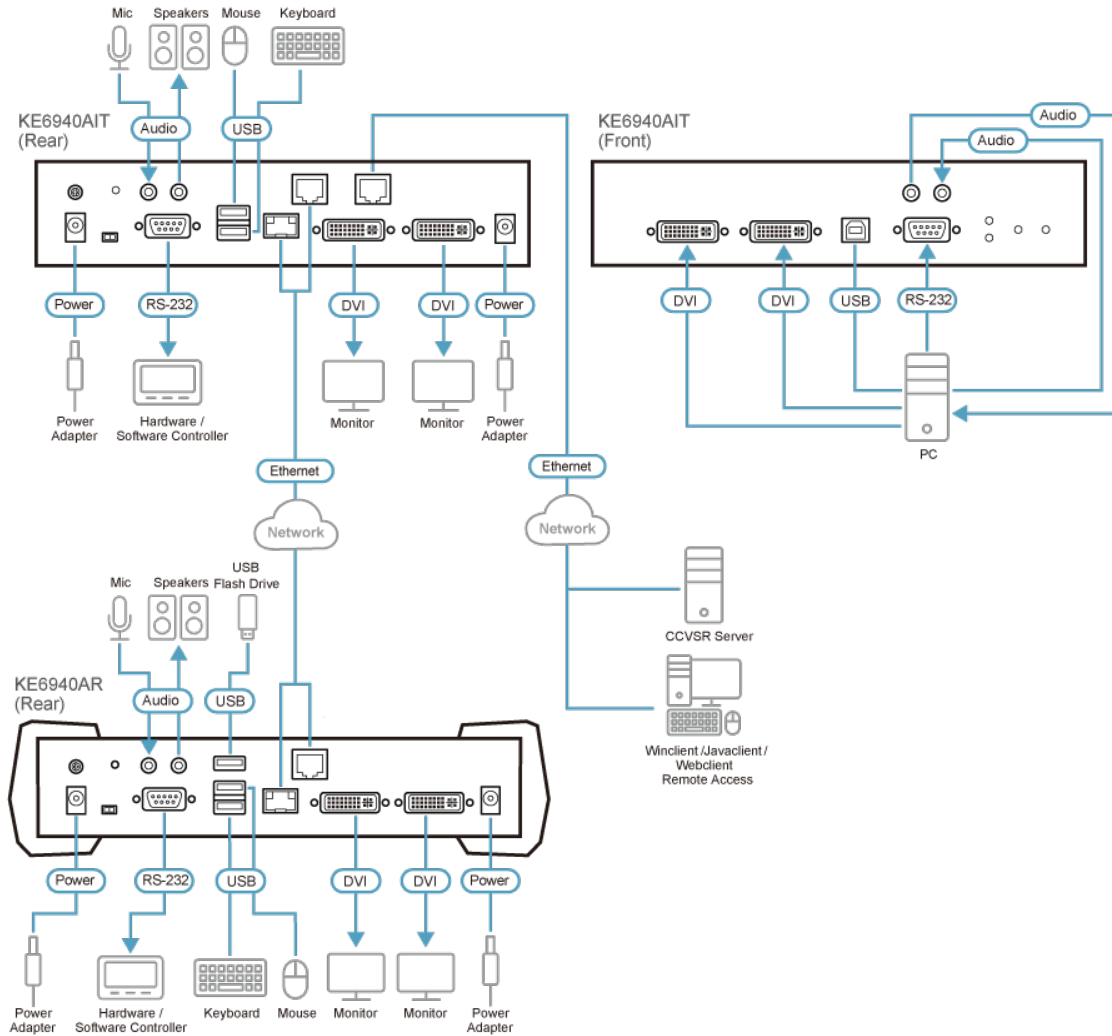 Mic
Speakers
Mouse
Keyboard
KE6940AIT
(Rear)
Audio
USB
Power
RS-232
DVI
DVI
Power
Power
Adapter
Hardware /
Software Controller
Monitor
Monitor
Power
Adapter
KE6940AIT
(Front)
Audio
Audio
DVI
DVI
USB
RS-232
PC
Ethernet
Network
Ethernet
Network
CCVSR Server
Winclient /Javaclient /
Webclient
Remote Access
Mic
Speakers
USB
Flash Drive
KE6940AR
(Rear)
Audio
USB
Power
RS-232
USB
DVI
DVI
Power
Power
Adapter
Hardware /
Software Controller
Keyboard
Mouse
Monitor
Monitor
Power
Adapter